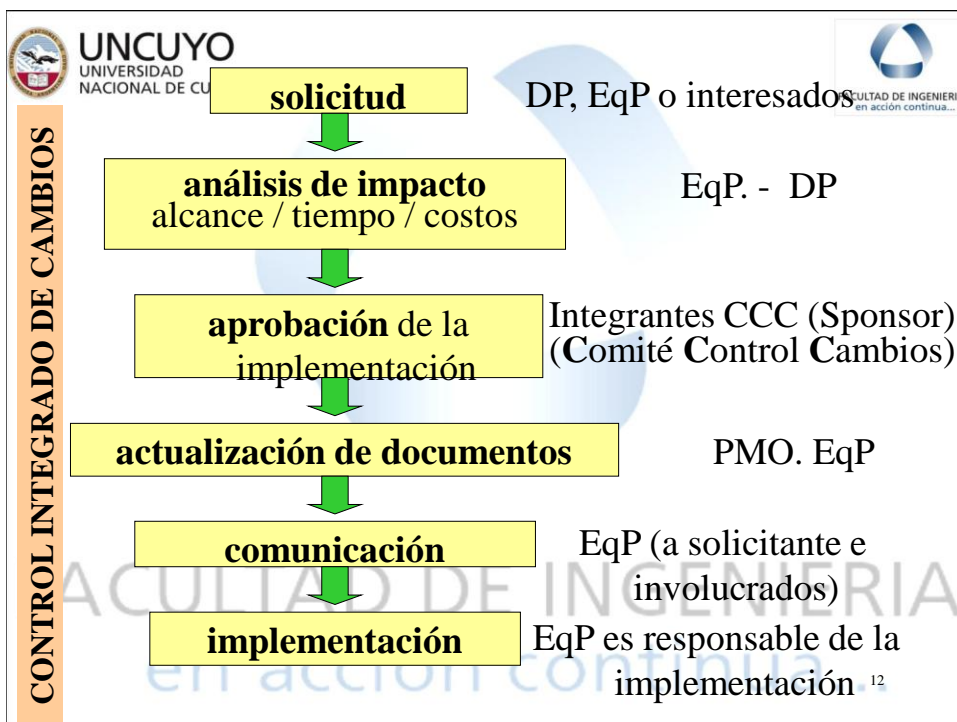 UNCUYO
UNIVERSIDAD
NACIONAL DE CU
FACULTAD DE INGENIERI
en acción continua...
CONTROL INTEGRADO DE CAMBIOS
solicitud
DP, EqP o interesados
análisis de impacto
alcance / tiempo / costos
EqP. - DP
aprobación de la
implementación
Integrantes CCC (Sponsor)
(Comité Control Cambios)
actualización de documentos
PMO. EqP
comunicación
EqP (a solicitante e
involucrados)
implementación
EqP es responsable de la
implementación
12
FACULTAD DE INGENIERIA
en acción continua...